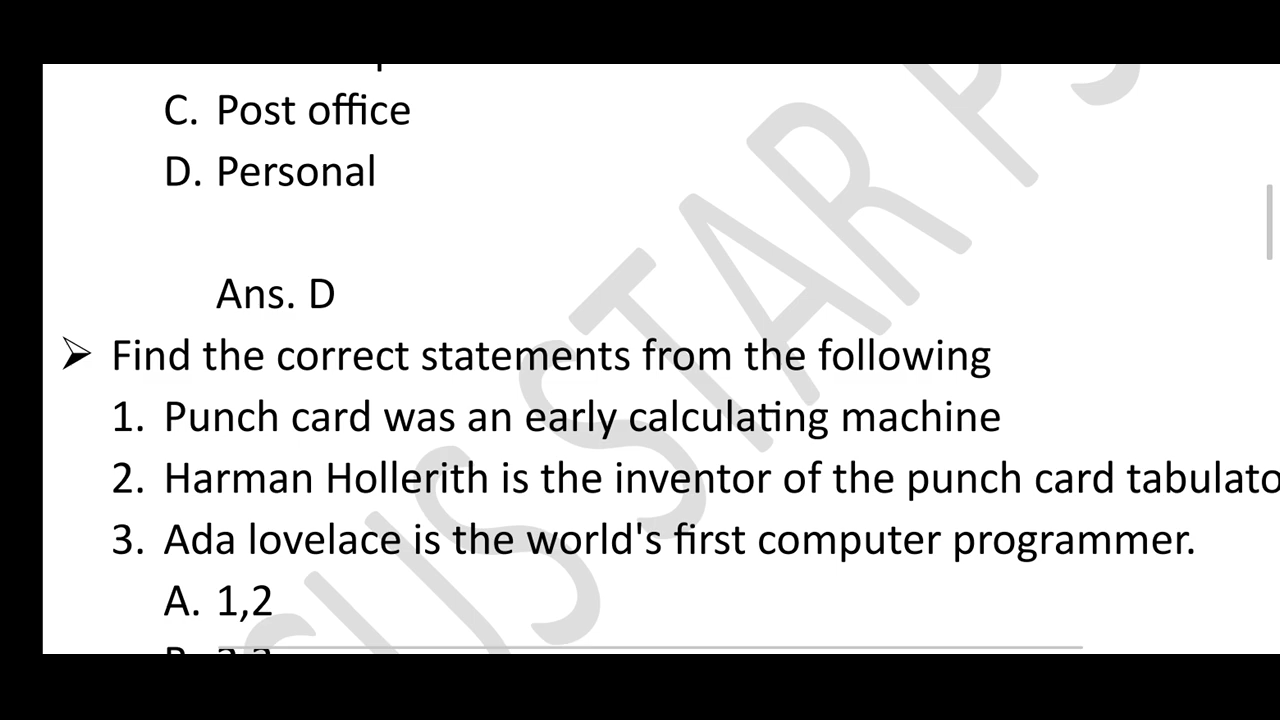 C. Post office
D. Personal
Ans. D
➢ Find the correct statements from the following
1. Punch card was an early calculating machine
2. Harman Hollerith is the inventor of the punch card
3. Ada lovelace is the world's first computer programmer.
A. 1,2
STAR